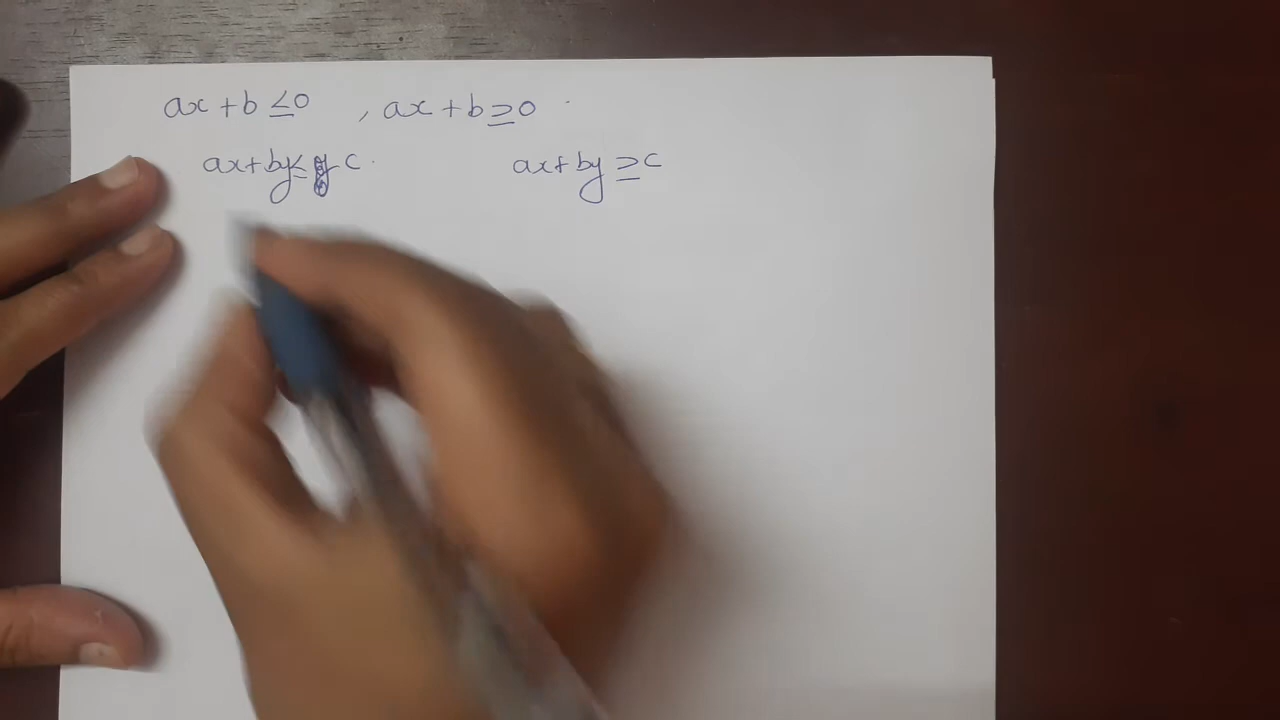 ax + b ≤ 0 , ax + b ≥ 0
ax + by ≤ c ax + by ≥ c